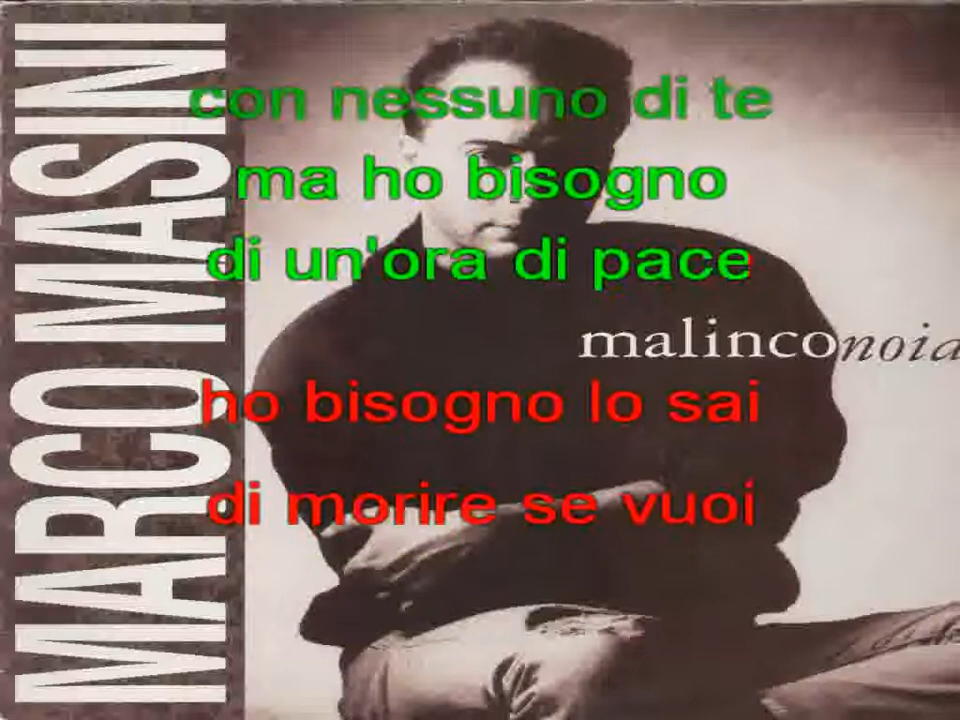 MARCO MASINI
con nessuno di te
ma ho bisogno
di un'ora di pace
malinconoia
ho bisogno lo sai
di morire se vuoi